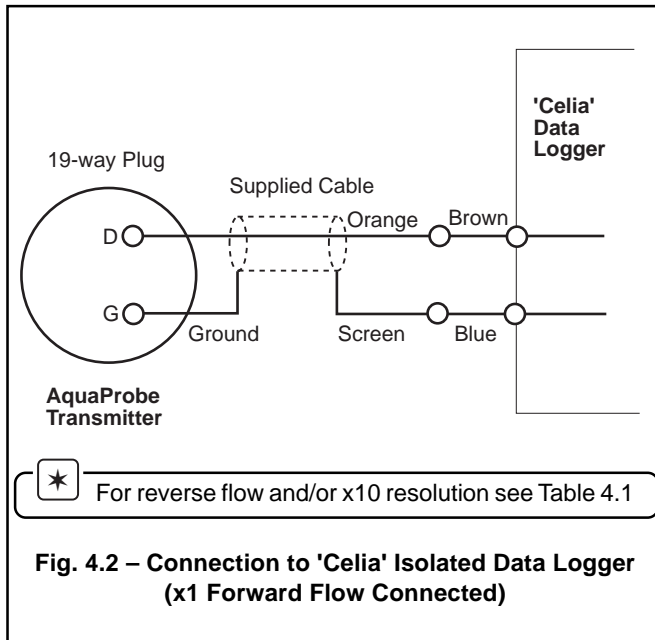 'Celia'
Data
Logger
19-way Plug
Supplied Cable
Orange
Brown
D
G
Ground
Screen
Blue
AquaProbe
Transmitter
For reverse flow and/or x10 resolution see Table 4.1
Fig. 4.2 – Connection to 'Celia' Isolated Data Logger
(x1 Forward Flow Connected)